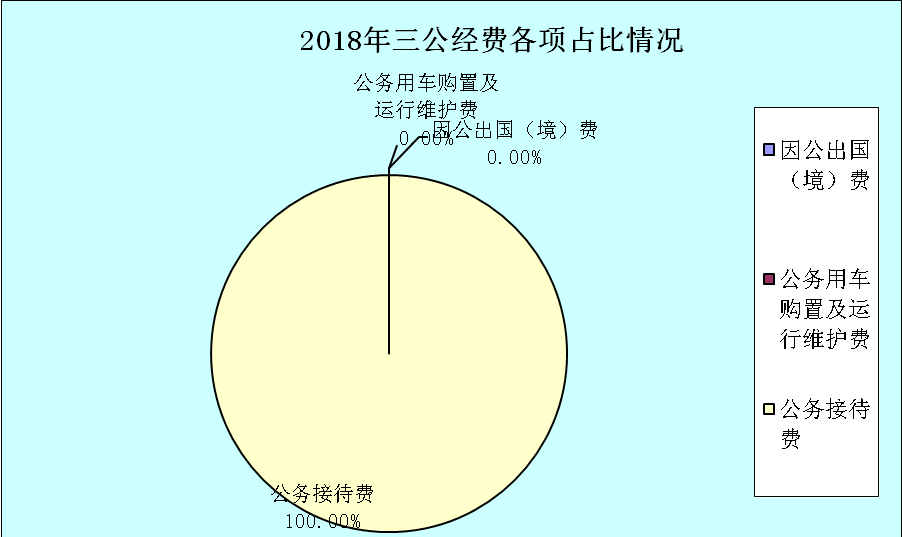 2018年三公经费各项占比情况
公务用车购置及
运行维护费
0.00%
因公出国（境）费
0.00%
公务接待费
100.00%
因公出国
（境）费
公务用车
购置及运
行维护费
公务接待
费